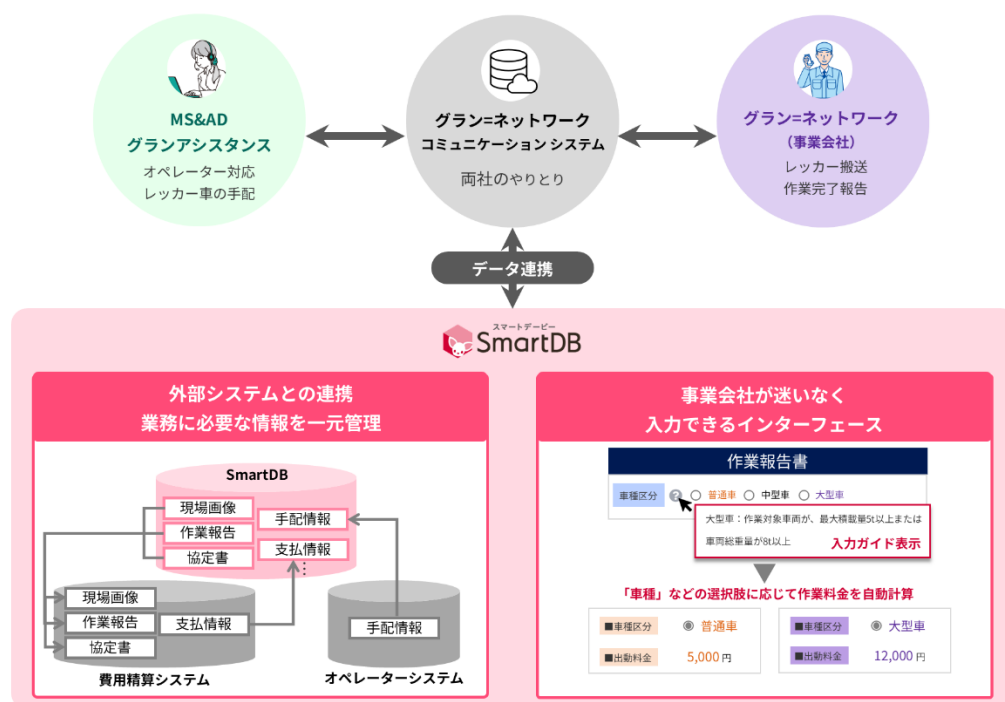 MS&AD
グランアシスタンス
オペレーター対応
レッカー車の手配
グラン=ネットワーク
コミュニケーション システム
両社のやりとり
グラン=ネットワーク
(事業会社)
レッカー搬送
作業完了報告
データ連携
スマートデービー
SmartDB
外部システムとの連携
業務に必要な情報を一元管理
SmartDB
現場画像
作業報告
協定書
手配情報
支払情報
⋮
現場画像
作業報告
協定書
支払情報
費用精算システム
手配情報
オペレーターシステム
事業会社が迷いなく
入力できるインターフェース
作業報告書
車種区分 ? 普通車 中型車 大型車
大型車:作業対象車両が、最大積載量5t以上または
車両総重量が8t以上
入力ガイド表示
「車種」などの選択肢に応じて作業料金を自動計算
■車種区分 普通車
■出動料金 5,000 円
■車種区分 大型車
■出動料金 12,000 円